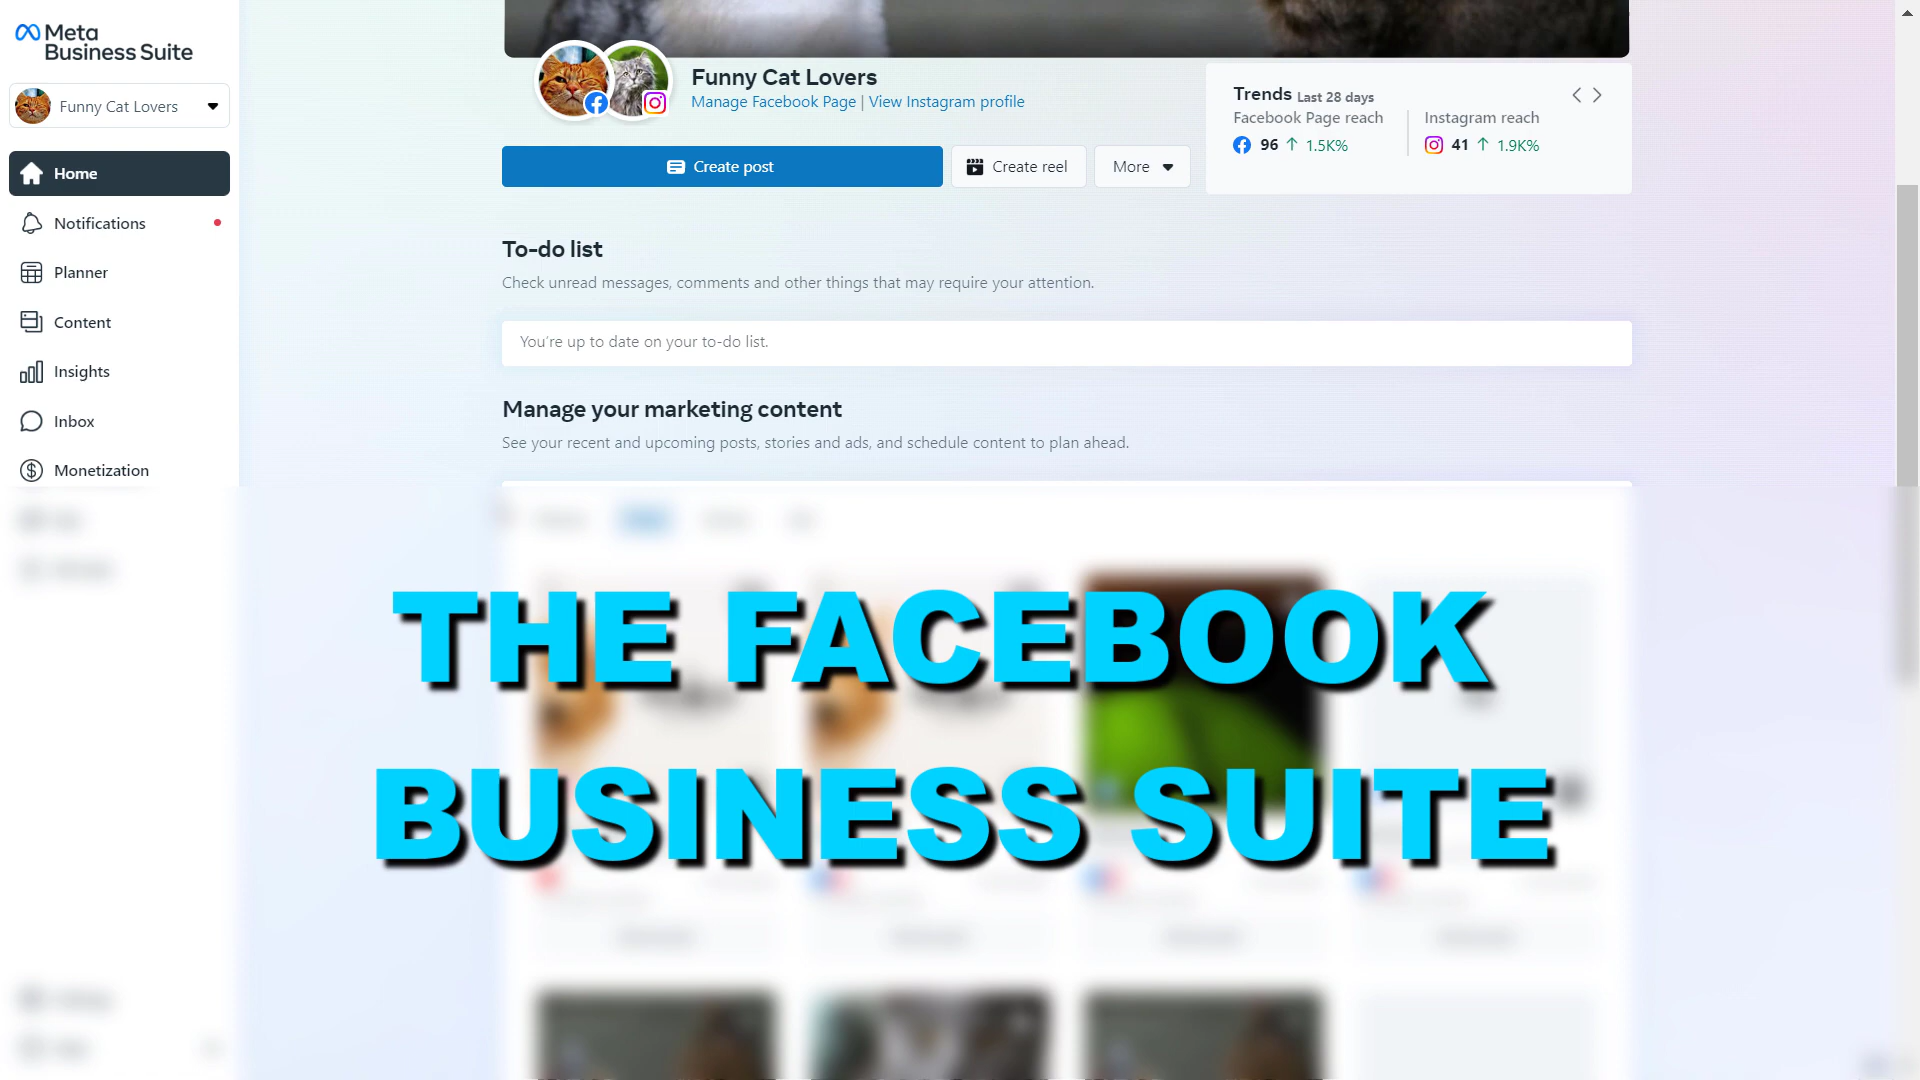 Meta
Business Suite
Funny Cat Lovers
Home
Notifications
Planner
Content
Insights
Inbox
Monetization
Funny Cat Lovers
Manage Facebook Page | View Instagram profile
Create post
Create reel
More
Trends Last 28 days
Facebook Page reach
96 ↑ 1.5K%
Instagram reach
41 ↑ 1.9K%
To-do list
Check unread messages, comments and other things that may require your attention.
You're up to date on your to-do list.
Manage your marketing content
See your recent and upcoming posts, stories and ads, and schedule content to plan ahead.
THE FACEBOOK
BUSINESS SUITE